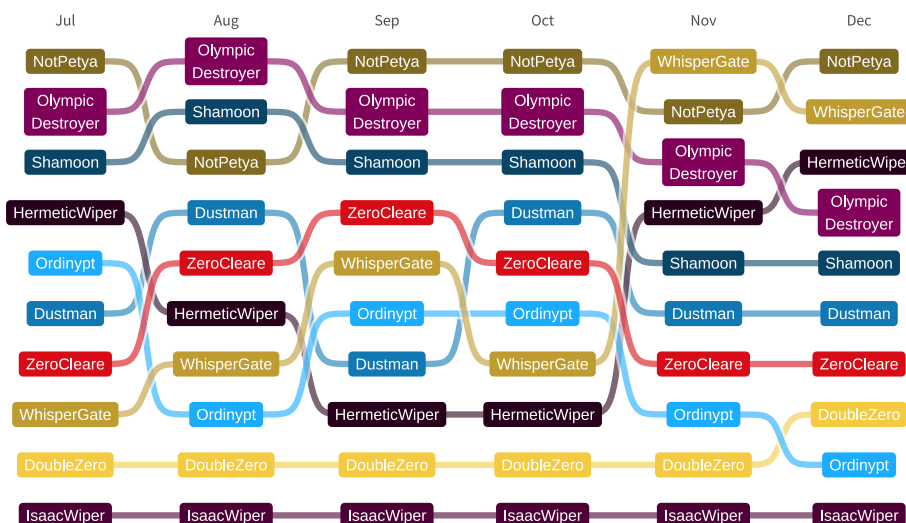 Jul Aug Sep Oct Nov Dec
NotPetya Olympic Destroyer NotPetya NotPetya WhisperGate NotPetya
Olympic Destroyer Shamoon Olympic Destroyer Olympic Destroyer NotPetya WhisperGate
Shamoon NotPetya Shamoon Shamoon Olympic Destroyer HermeticWiper
HermeticWiper Dustman ZeroCleare Dustman HermeticWiper Olympic Destroyer
Ordinypt ZeroCleare WhisperGate ZeroCleare Shamoon Shamoon
Dustman HermeticWiper Ordinypt Ordinypt Dustman Dustman
ZeroCleare WhisperGate Dustman WhisperGate ZeroCleare ZeroCleare
WhisperGate Ordinypt HermeticWiper HermeticWiper Ordinypt DoubleZero
DoubleZero DoubleZero DoubleZero DoubleZero DoubleZero Ordinypt
IsaacWiper IsaacWiper IsaacWiper IsaacWiper IsaacWiper IsaacWiper